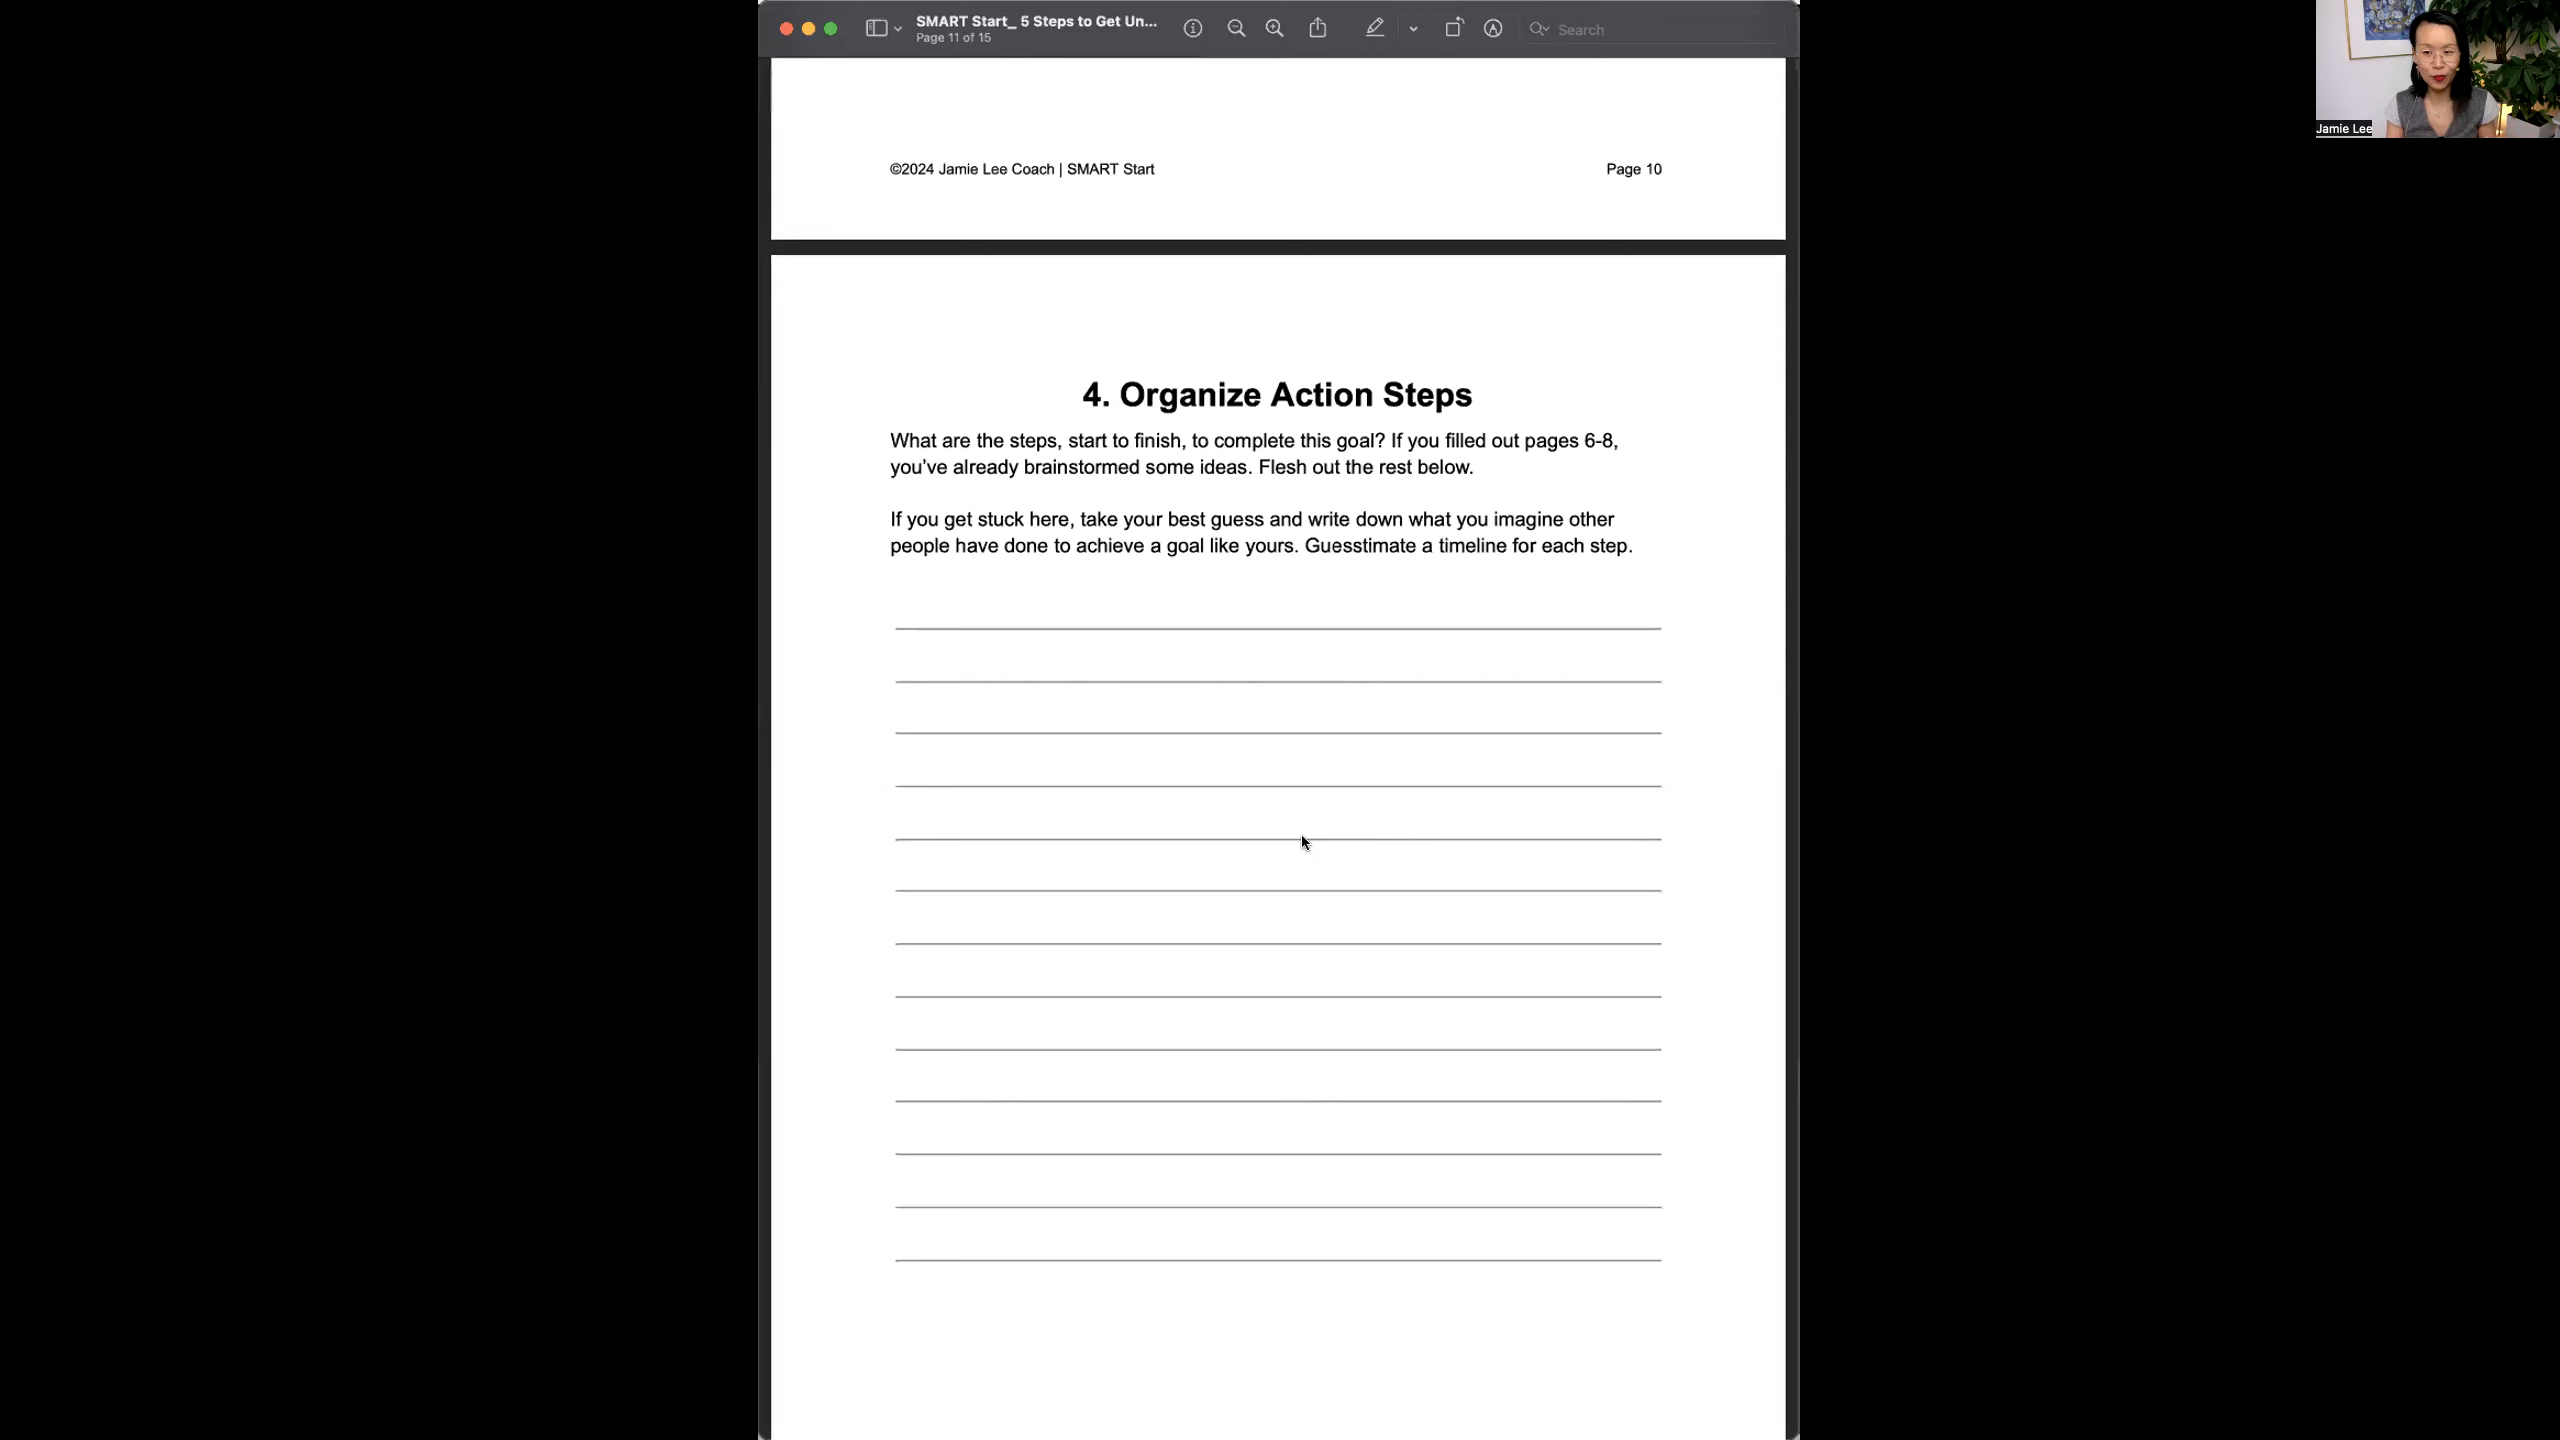 SMART Start_ 5 Steps to Get Un...
Page 11 of 15
Search
Jamie Lee
©2024 Jamie Lee Coach | SMART Start
Page 10
4. Organize Action Steps
What are the steps, start to finish, to complete this goal? If you filled out pages 6-8,
you’ve already brainstormed some ideas. Flesh out the rest below.
If you get stuck here, take your best guess and write down what you imagine other
people have done to achieve a goal like yours. Guesstimate a timeline for each step.